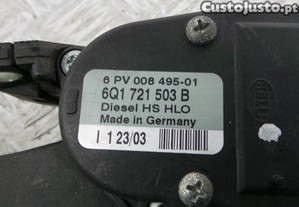 CustoJusto.pt
6 PV 008 495-01
6Q1 721 503 B
Diesel HS HLO
Made in Germany
I 1 23/03
HELLA